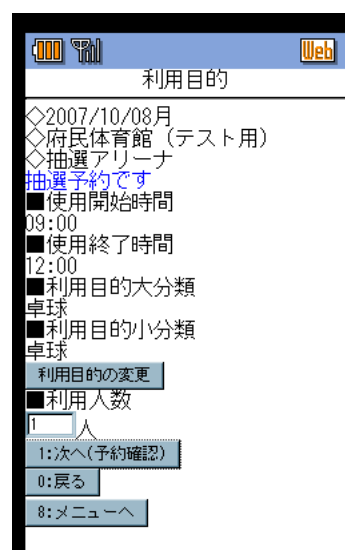 Web
利用目的
◇2007/10/08月
◇府民体育館（テスト用）
◇抽選アリーナ
抽選予約です
■使用開始時間
09:00
■使用終了時間
12:00
■利用目的大分類
卓球
■利用目的小分類
卓球
利用目的の変更
■利用人数
1 人
1:次へ(予約確認)
0:戻る
8:メニューへ